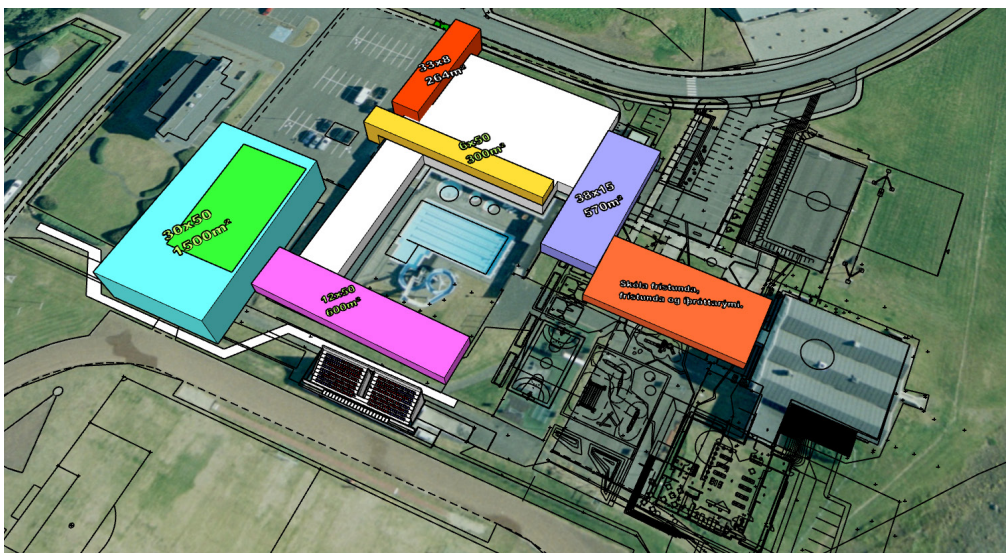 33x8
264m²
6x50
300m²
38x15
570m²
30x50
1500m²
12x50
600m²
Skóla frístunda,
frístunda og íþróttarými.